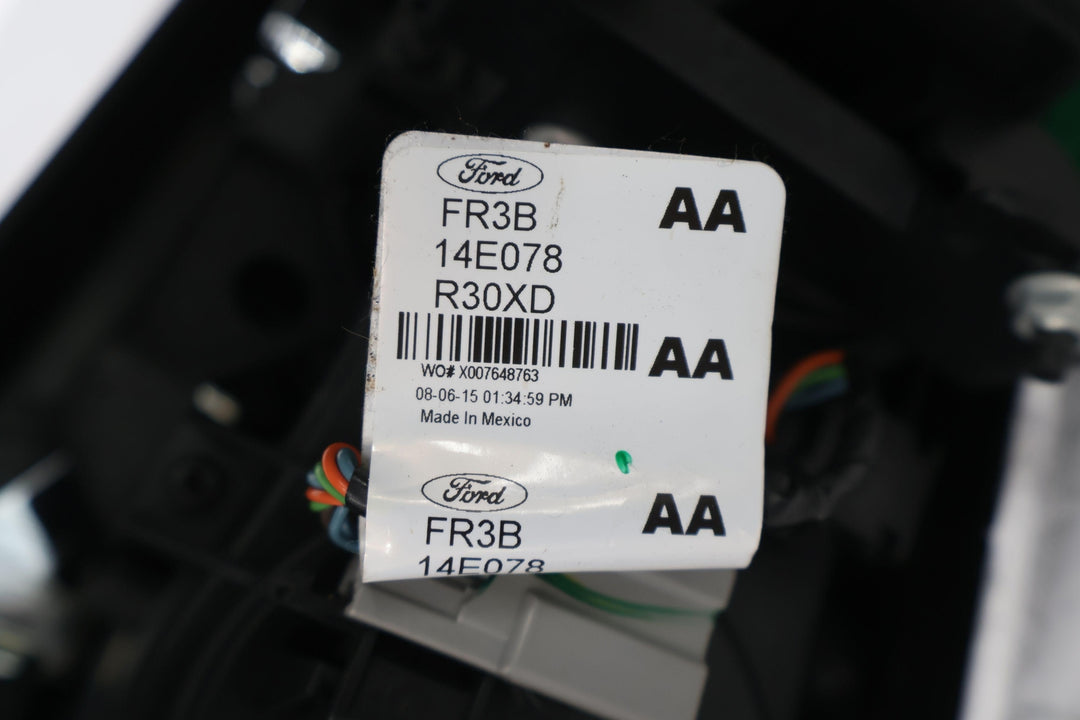 Ford
FR3B AA
14E078
R30XD
AA
WO# X007648763
08-06-15 01:34:59 PM
Made In Mexico
Ford
FR3B AA
14E078